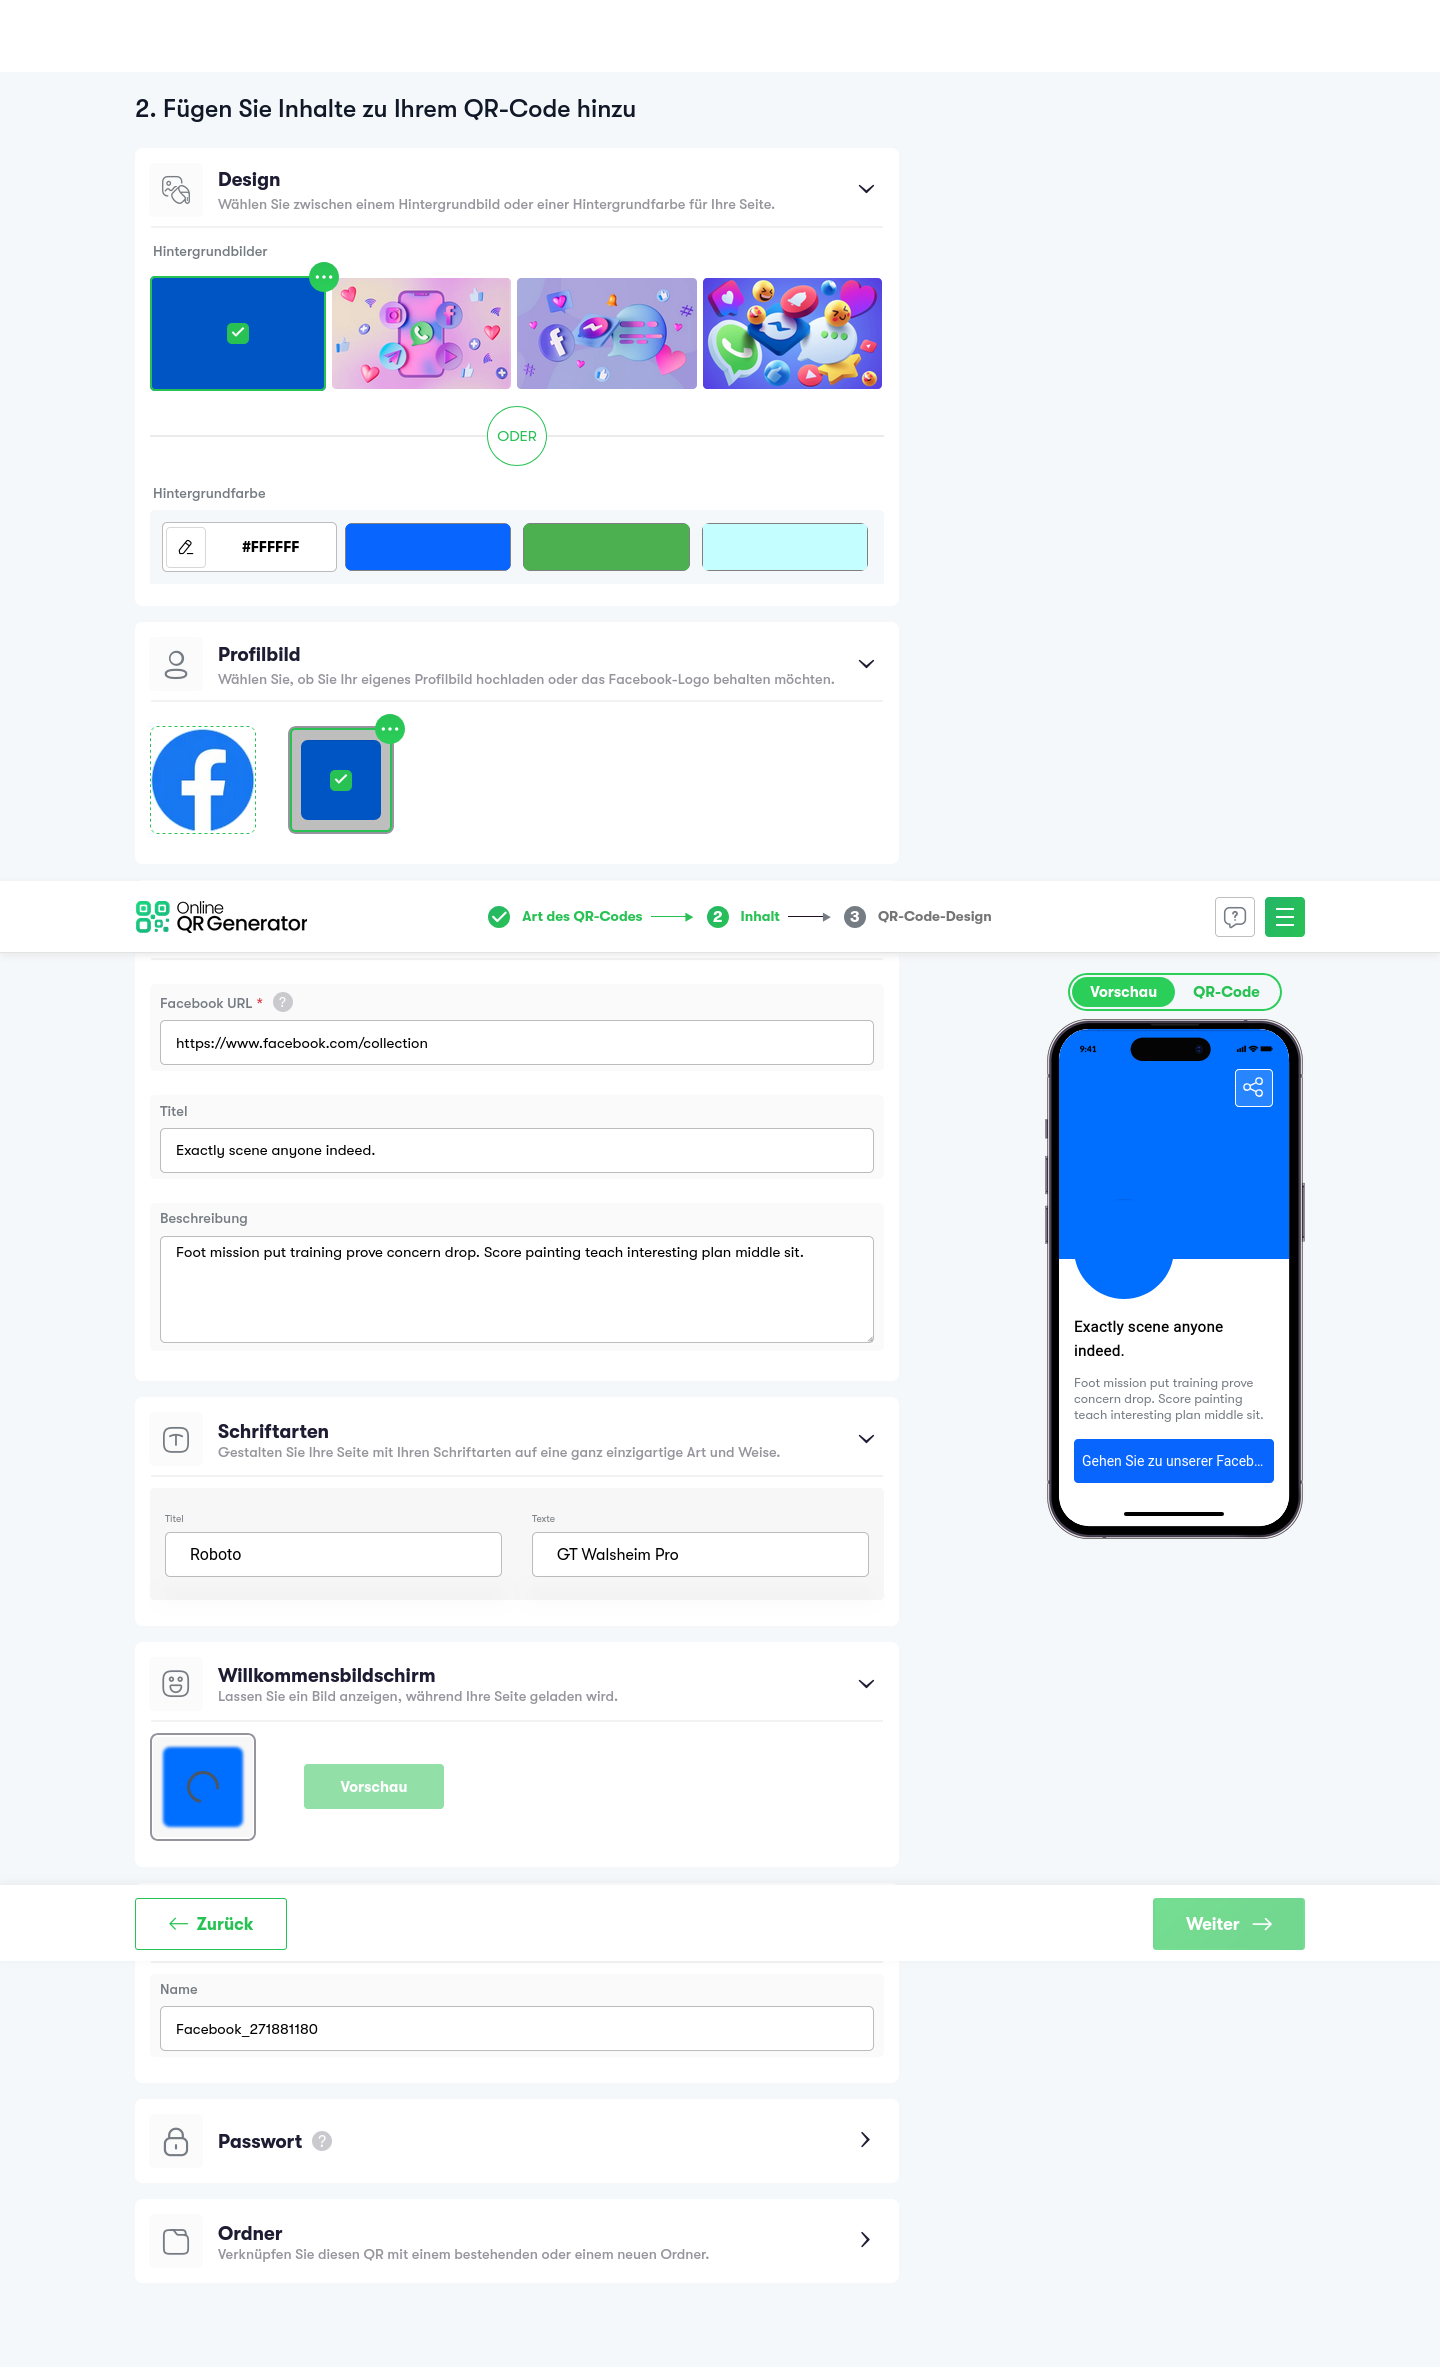 2. Fügen Sie Inhalte zu Ihrem QR-Code hinzu
Design
Wählen Sie zwischen einem Hintergrundbild oder einer Hintergrundfarbe für Ihre Seite.
Hintergrundbilder
ODER
Hintergrundfarbe
#FFFFFF
Profilbild
Wählen Sie, ob Sie Ihr eigenes Profilbild hochladen oder das Facebook-Logo behalten möchten.
Online
QR Generator
Art des QR-Codes
2 Inhalt
3 QR-Code-Design
Facebook URL * ?
https://www.facebook.com/collection
Titel
Exactly scene anyone indeed.
Beschreibung
Foot mission put training prove concern drop. Score painting teach interesting plan middle sit.
Vorschau
QR-Code
9:41
Exactly scene anyone
indeed.
Foot mission put training prove
concern drop. Score painting
teach interesting plan middle sit.
Gehen Sie zu unserer Faceb...
Schriftarten
Gestalten Sie Ihre Seite mit Ihren Schriftarten auf eine ganz einzigartige Art und Weise.
Titel
Roboto
Texte
GT Walsheim Pro
Willkommensbildschirm
Lassen Sie ein Bild anzeigen, während Ihre Seite geladen wird.
Vorschau
Zurück
Weiter
Name
Facebook_271881180
Passwort ?
Ordner
Verknüpfen Sie diesen QR mit einem bestehenden oder einem neuen Ordner.